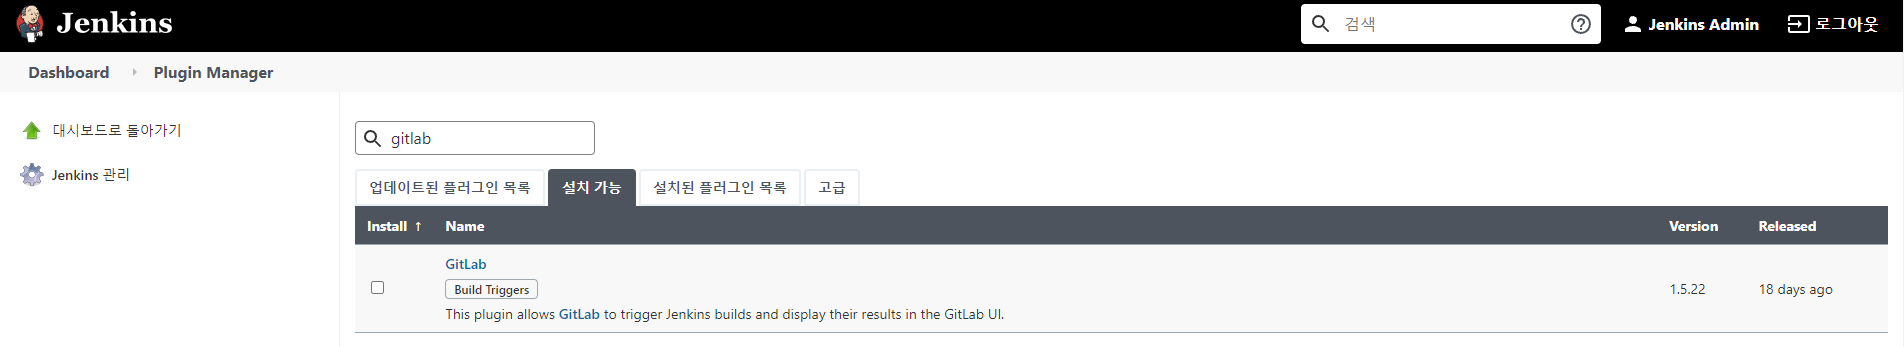 Jenkins
검색
Jenkins Admin
로그아웃
Dashboard
Plugin Manager
대시보드로 돌아가기
Jenkins 관리
gitlab
업데이트된 플러그인 목록
설치 가능
설치된 플러그인 목록
고급
Install ↑
Name
Version
Released
GitLab
Build Triggers
This plugin allows GitLab to trigger Jenkins builds and display their results in the GitLab UI.
1.5.22
18 days ago